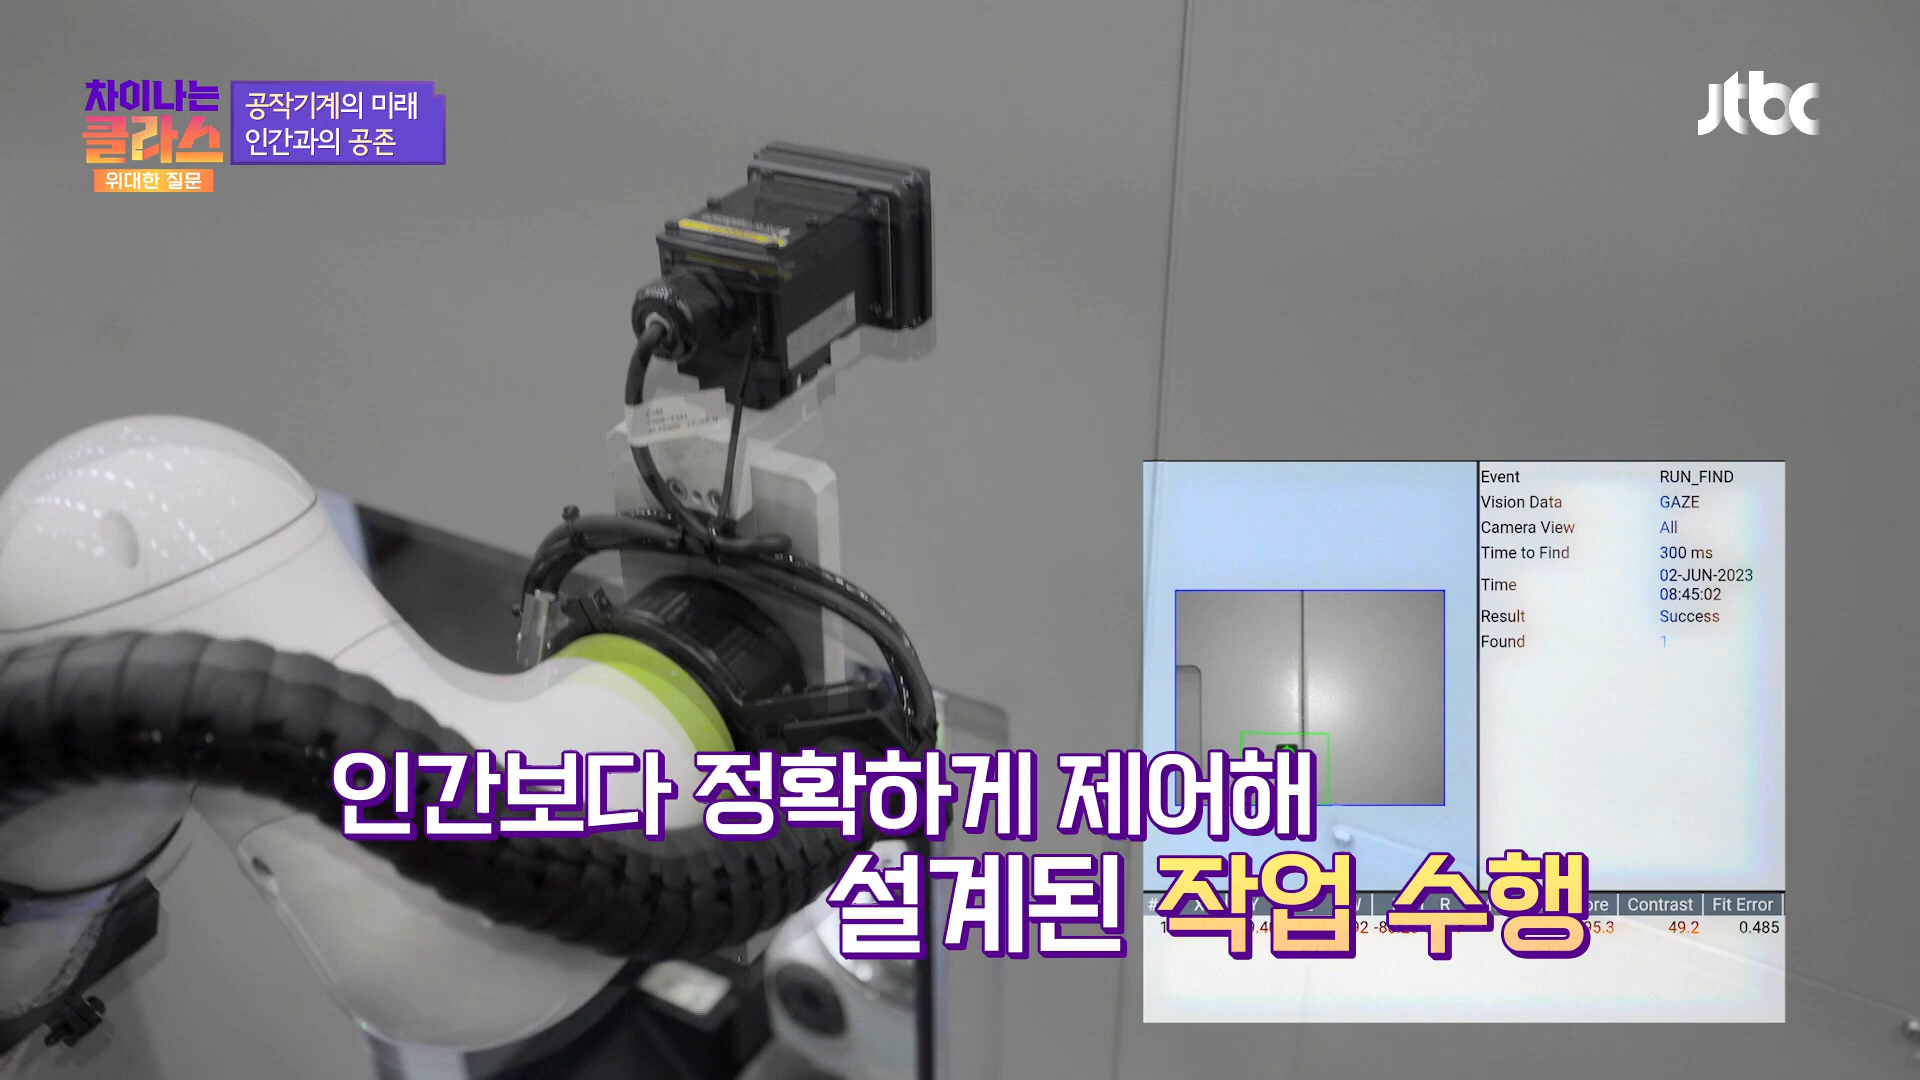 차이나는
클라스
위대한 질문
공작기계의 미래
인간과의 공존
jtbc
Event RUN_FIND
Vision Data GAZE
Camera View All
Time to Find 300 ms
Time 02-JUN-2023
08:45:02
Result Success
Found 1
인간보다 정확하게 제어해
설계된 작업 수행
# X R Contrast Fit Error
49.2 0.485